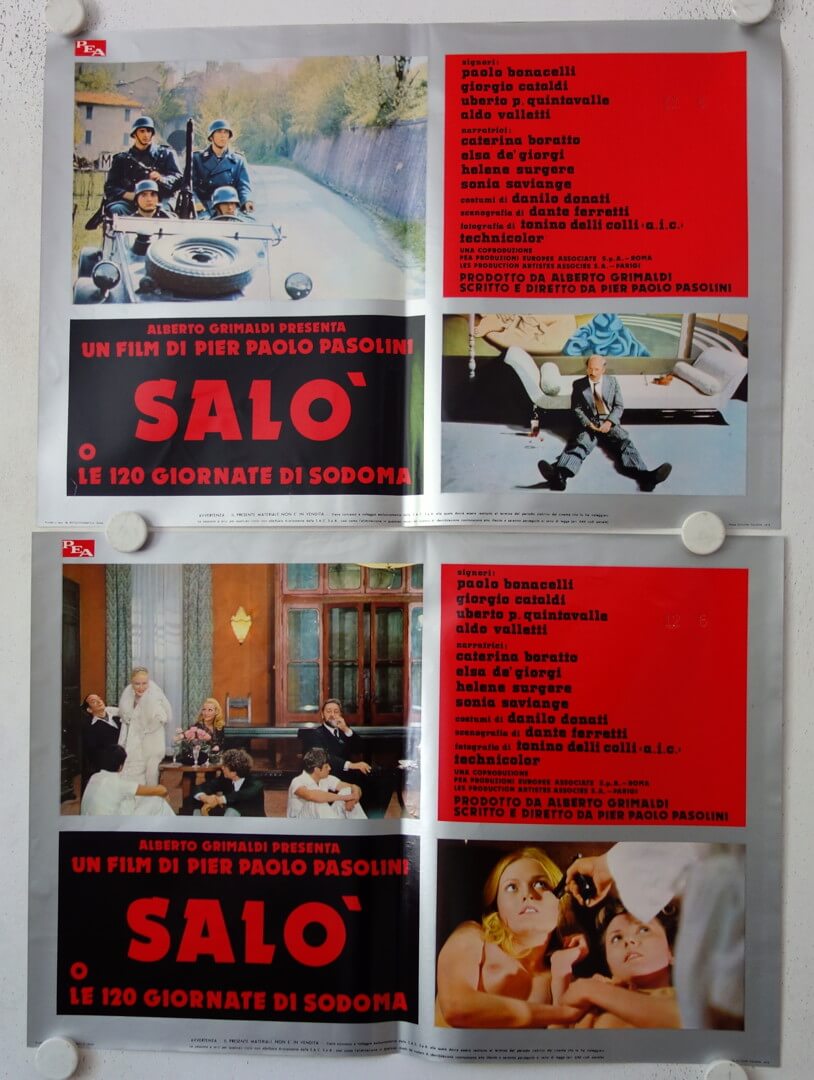 PEA
signori:
paolo bonacelli
giorgio cataldi
uberto p. quintavalle
aldo valletti
narratrici:
caterina boratto
elsa de' giorgi
helene surgere
sonia saviange
costumi di danilo donati
scenografia di dante ferretti
fotografia di tonino delli colli (a.i.c.)
technicolor
UNA COPRODUZIONE
PEA PRODUZIONI EUROPEE ASSOCIATE S.p.A. - ROMA
LES PRODUCTION ARTISTES ASSOCIES S.A. - PARIGI
PRODOTTO DA ALBERTO GRIMALDI
SCRITTO E DIRETTO DA PIER PAOLO PASOLINI
M
ALBERTO GRIMALDI PRESENTA
UN FILM DI PIER PAOLO PASOLINI
SALO`
O
LE 120 GIORNATE DI SODOMA
AVVERTENZA - IL PRESENTE MATERIALE NON E' IN VENDITA
PEA
signori:
paolo bonacelli
giorgio cataldi
uberto p. quintavalle
aldo valletti
narratrici:
caterina boratto
elsa de' giorgi
helene surgere
sonia saviange
costumi di danilo donati
scenografia di dante ferretti
fotografia di tonino delli colli (a.i.c.)
technicolor
UNA COPRODUZIONE
PEA PRODUZIONI EUROPEE ASSOCIATE S.p.A. - ROMA
LES PRODUCTION ARTISTES ASSOCIES S.A. - PARIGI
PRODOTTO DA ALBERTO GRIMALDI
SCRITTO E DIRETTO DA PIER PAOLO PASOLINI
ALBERTO GRIMALDI PRESENTA
UN FILM DI PIER PAOLO PASOLINI
SALO`
O
LE 120 GIORNATE DI SODOMA
AVVERTENZA - IL PRESENTE MATERIALE NON E' IN VENDITA